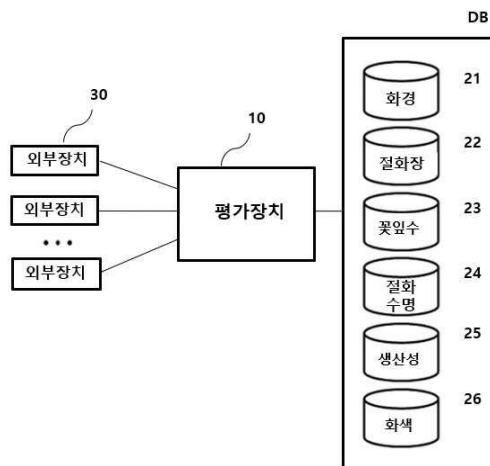 DB
30
10
외부장치
외부장치
•••
외부장치
평가장치
21
화경
22
절화장
23
꽃잎수
24
절화
수명
25
생산성
26
화색